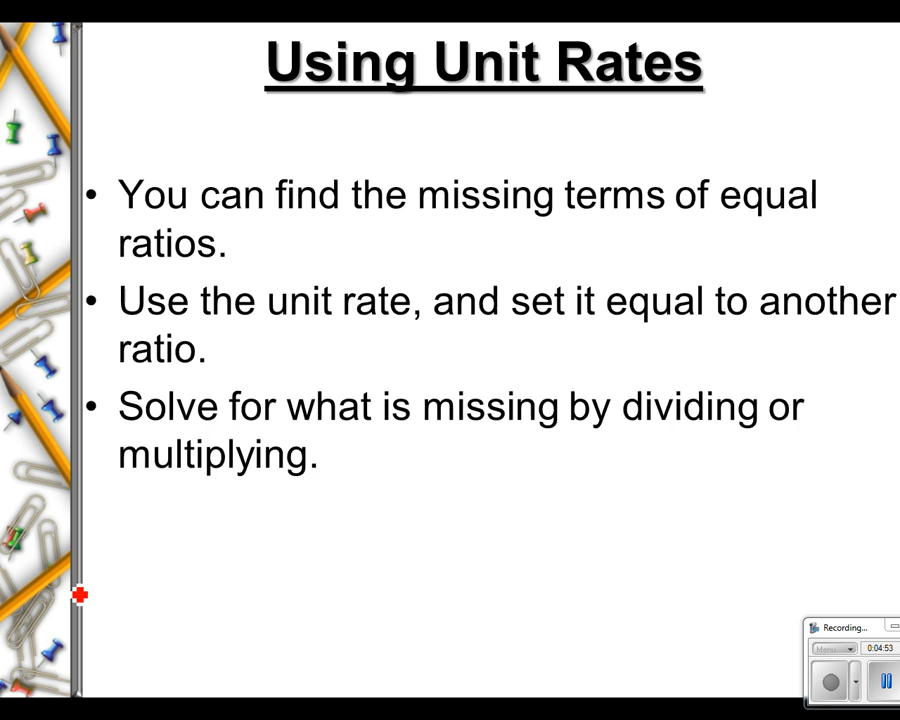 Using Unit Rates
• You can find the missing terms of equal
ratios.
• Use the unit rate, and set it equal to another
ratio.
• Solve for what is missing by dividing or
multiplying.
Recording...
Menu
0:04:53